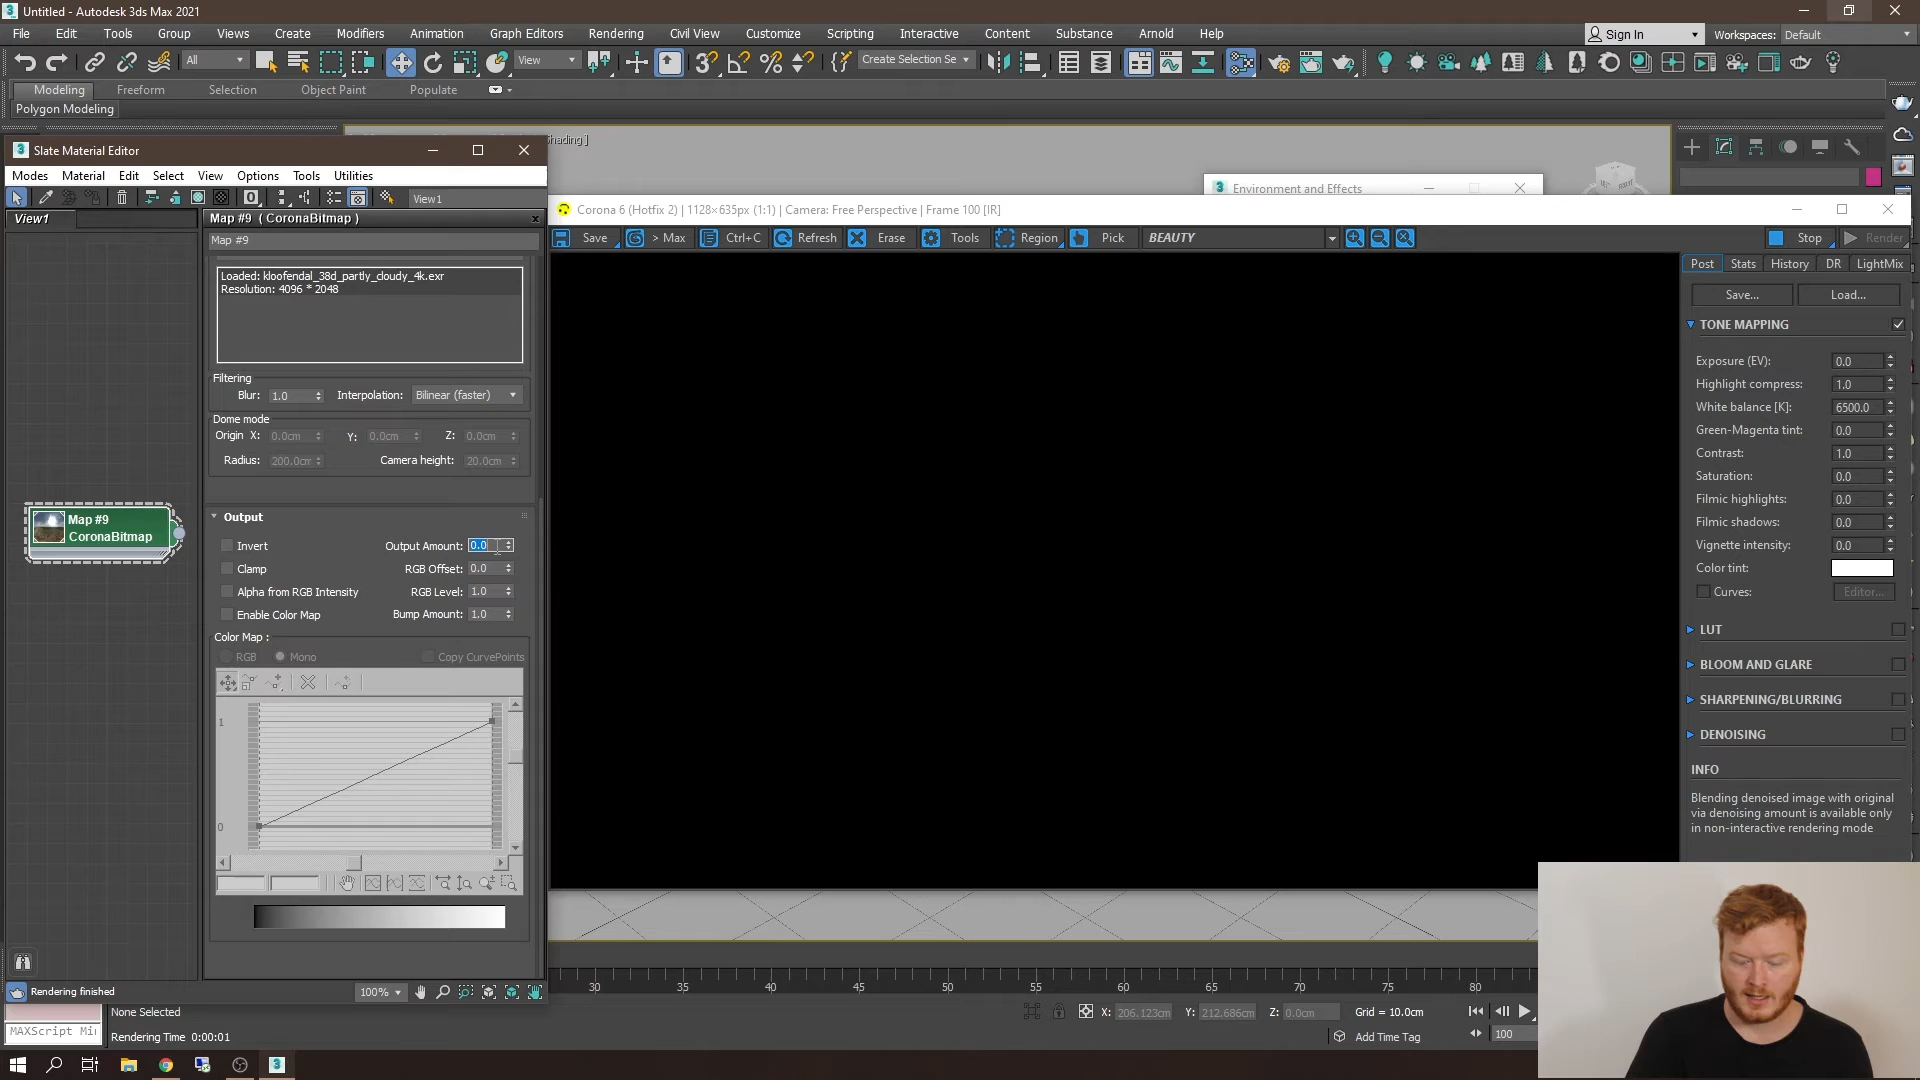 Untitled - Autodesk 3ds Max 2021
File Edit Tools Group Views Create Modifiers Animation Graph Editors Rendering Civil View Customize Scripting Interactive Content Substance Arnold Help Sign In Workspaces: Default
All View Create Selection Se
Modeling Freeform Selection Object Paint Populate
Polygon Modeling
hading ]
Slate Material Editor
Modes Material Edit Select View Options Tools Utilities
View1
View1
Map #9 ( CoronaBitmap )
Map #9
Loaded: kloofendal_38d_partly_cloudy_4k.exr
Resolution: 4096 * 2048
Filtering
Blur: 1.0 Interpolation: Bilinear (faster)
Dome mode
Origin X: 0.0cm Y: 0.0cm Z: 0.0cm
Radius: 200.0cm Camera height: 20.0cm
Map #9
CoronaBitmap
Output
Invert Output Amount: 0.0
Clamp RGB Offset: 0.0
Alpha from RGB Intensity RGB Level: 1.0
Enable Color Map Bump Amount: 1.0
Color Map :
RGB Mono Copy CurvePoints
1
0
Rendering finished 100%
Environment and Effects
Corona 6 (Hotfix 2) | 1128×635px (1:1) | Camera: Free Perspective | Frame 100 [IR]
Save > Max Ctrl+C Refresh Erase Tools Region Pick BEAUTY Stop Render
Post Stats History DR LightMix
Save... Load...
TONE MAPPING
Exposure (EV): 0.0
Highlight compress: 1.0
White balance [K]: 6500.0
Green-Magenta tint: 0.0
Contrast: 1.0
Saturation: 0.0
Filmic highlights: 0.0
Filmic shadows: 0.0
Vignette intensity: 0.0
Color tint:
Curves: Editor...
LUT
BLOOM AND GLARE
SHARPENING/BLURRING
DENOISING
INFO
Blending denoised image with original
via denoising amount is available only
in non-interactive rendering mode
30 35 40 45 50 55 60 65 70 75 80
None Selected X: 206.123cm Y: 212.686cm Z: 0.0cm Grid = 10.0cm
MAXScript Mi
Rendering Time 0:00:01 Add Time Tag 100